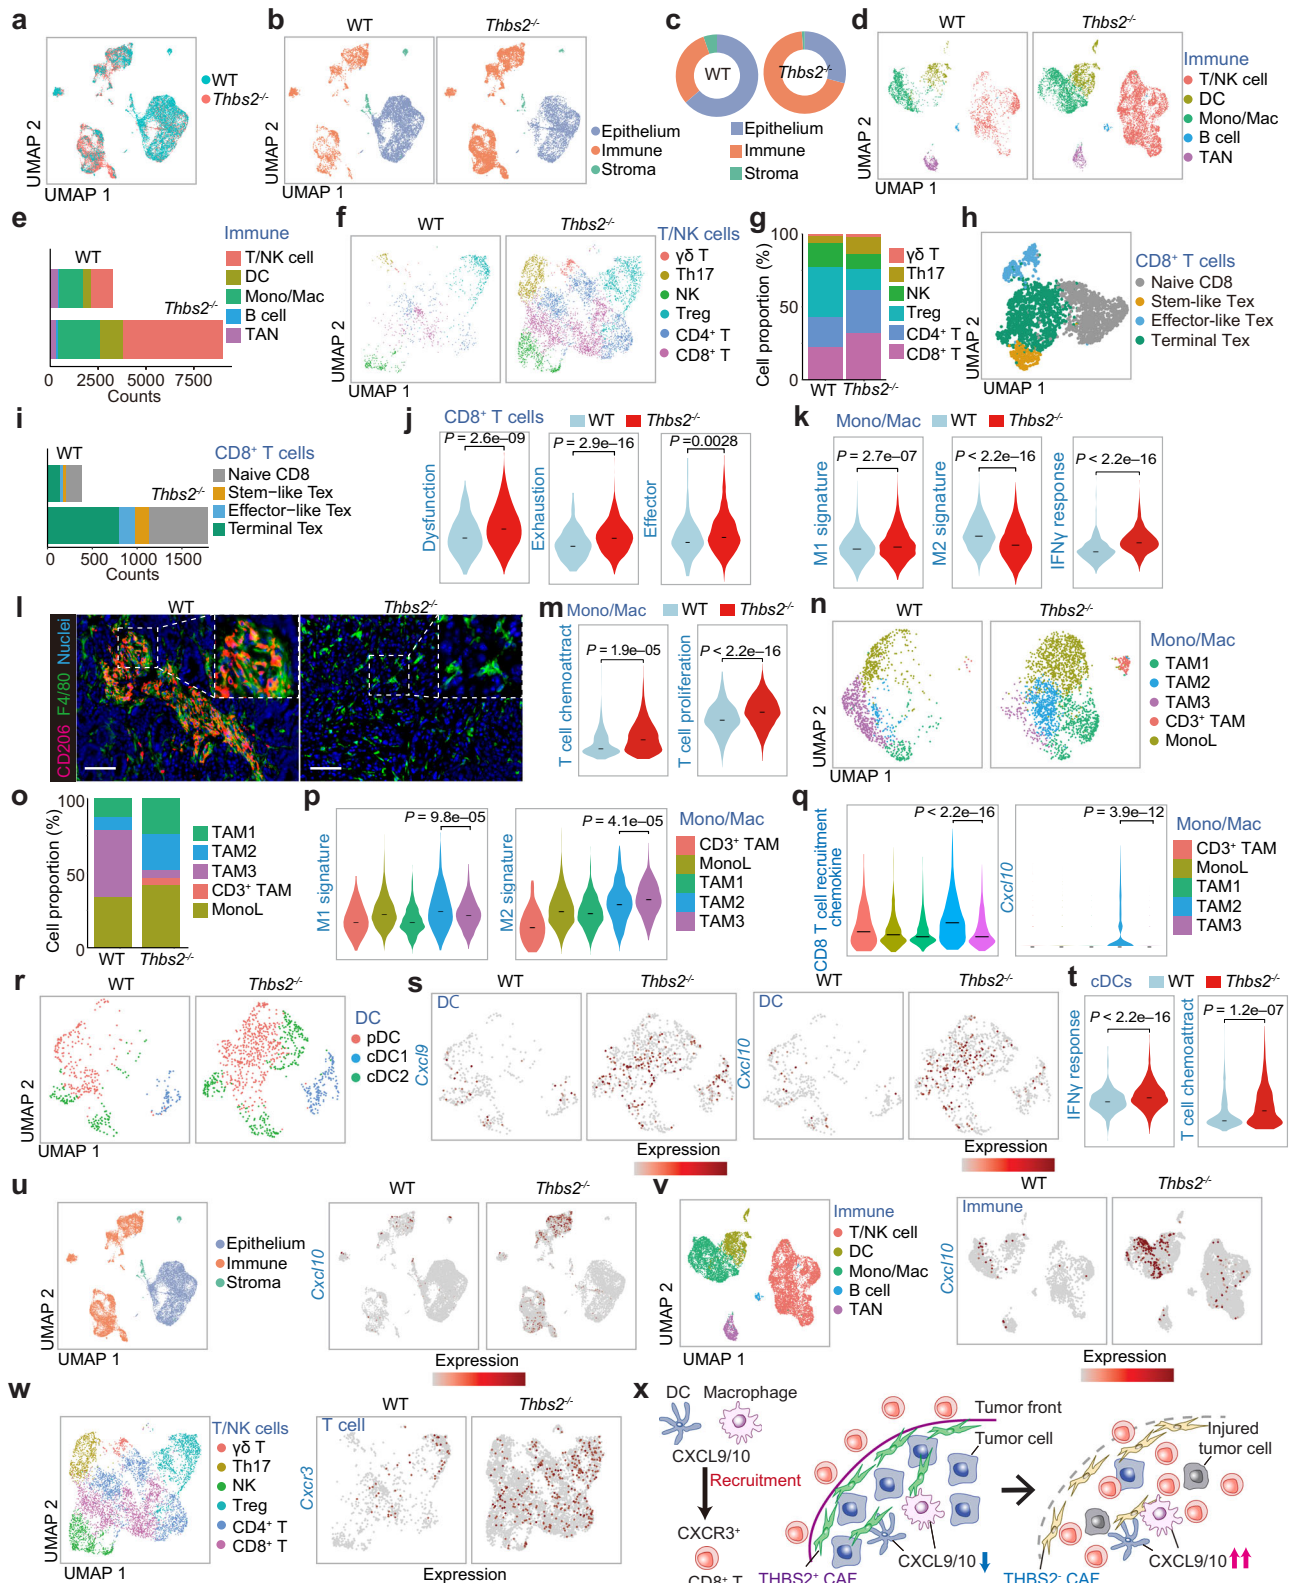 a
WT
Thbs2-/-
UMAP 2
UMAP 1
b
WT
Thbs2-/-
Epithelium
Immune
Stroma
UMAP 2
UMAP 1
c
WT
Thbs2-/-
Epithelium
Immune
Stroma
d
WT
Thbs2-/-
Immune
T/NK cell
DC
Mono/Mac
B cell
TAN
UMAP 2
UMAP 1
e
Immune
WT
Thbs2-/-
T/NK cell
DC
Mono/Mac
B cell
TAN
0 2500 5000 7500
Counts
f
WT
Thbs2-/-
T/NK cells
γδ T
Th17
NK
Treg
CD4+ T
CD8+ T
UMAP 2
UMAP 1
g
Cell proportion (%)
100
50
0
WT Thbs2-/-
γδ T
Th17
NK
Treg
CD4+ T
CD8+ T
h
CD8+ T cells
Naive CD8
Stem-like Tex
Effector-like Tex
Terminal Tex
UMAP 2
UMAP 1
i
WT
Thbs2-/-
CD8+ T cells
Naive CD8
Stem-like Tex
Effector-like Tex
Terminal Tex
0 500 1000 1500
Counts
j
CD8+ T cells WT Thbs2-/-
P = 2.6e–09
P = 2.9e–16
P =0.0028
Dysfunction
Exhaustion
Effector
k
Mono/Mac WT Thbs2-/-
P = 2.7e–07
P < 2.2e–16
P < 2.2e–16
M1 signature
M2 signature
IFNγ response
l
WT
Thbs2-/-
CD206 F4/80 Nuclei
m
Mono/Mac WT Thbs2-/-
P = 1.9e–05
P < 2.2e–16
T cell chemoattract
T cell proliferation
n
WT
Thbs2-/-
Mono/Mac
TAM1
TAM2
TAM3
CD3+ TAM
MonoL
UMAP 2
UMAP 1
o
Cell proportion (%)
100
50
0
WT Thbs2-/-
TAM1
TAM2
TAM3
CD3+ TAM
MonoL
p
P = 9.8e–05
P = 4.1e–05
M1 signature
M2 signature
Mono/Mac
CD3+ TAM
MonoL
TAM1
TAM2
TAM3
q
P < 2.2e–16
P = 3.9e–12
CD8 T cell recruitment
chemokine
Cxcl10
Mono/Mac
CD3+ TAM
MonoL
TAM1
TAM2
TAM3
r
WT
Thbs2-/-
DC
pDC
cDC1
cDC2
UMAP 2
UMAP 1
s
WT
Thbs2-/-
DC
Cxcl9
Expression
WT
Thbs2-/-
DC
Cxcl10
Expression
t
cDCs WT Thbs2-/-
P < 2.2e–16
P = 1.2e–07
IFNγ response
T cell chemoattract
u
Epithelium
Immune
Stroma
UMAP 2
UMAP 1
WT
Thbs2-/-
Cxcl10
Expression
v
Immune
T/NK cell
DC
Mono/Mac
B cell
TAN
UMAP 2
UMAP 1
WT
Thbs2-/-
Immune
Cxcl10
Expression
w
T/NK cells
γδ T
Th17
NK
Treg
CD4+ T
CD8+ T
UMAP 2
UMAP 1
WT
Thbs2-/-
T cell
Cxcr3
Expression
x
DC Macrophage
CXCL9/10
Recruitment
CXCR3+
CD8+ T
Tumor front
Tumor cell
CXCL9/10
THBS2+ CAF
Injured
tumor cell
CXCL9/10
THBS2- CAF